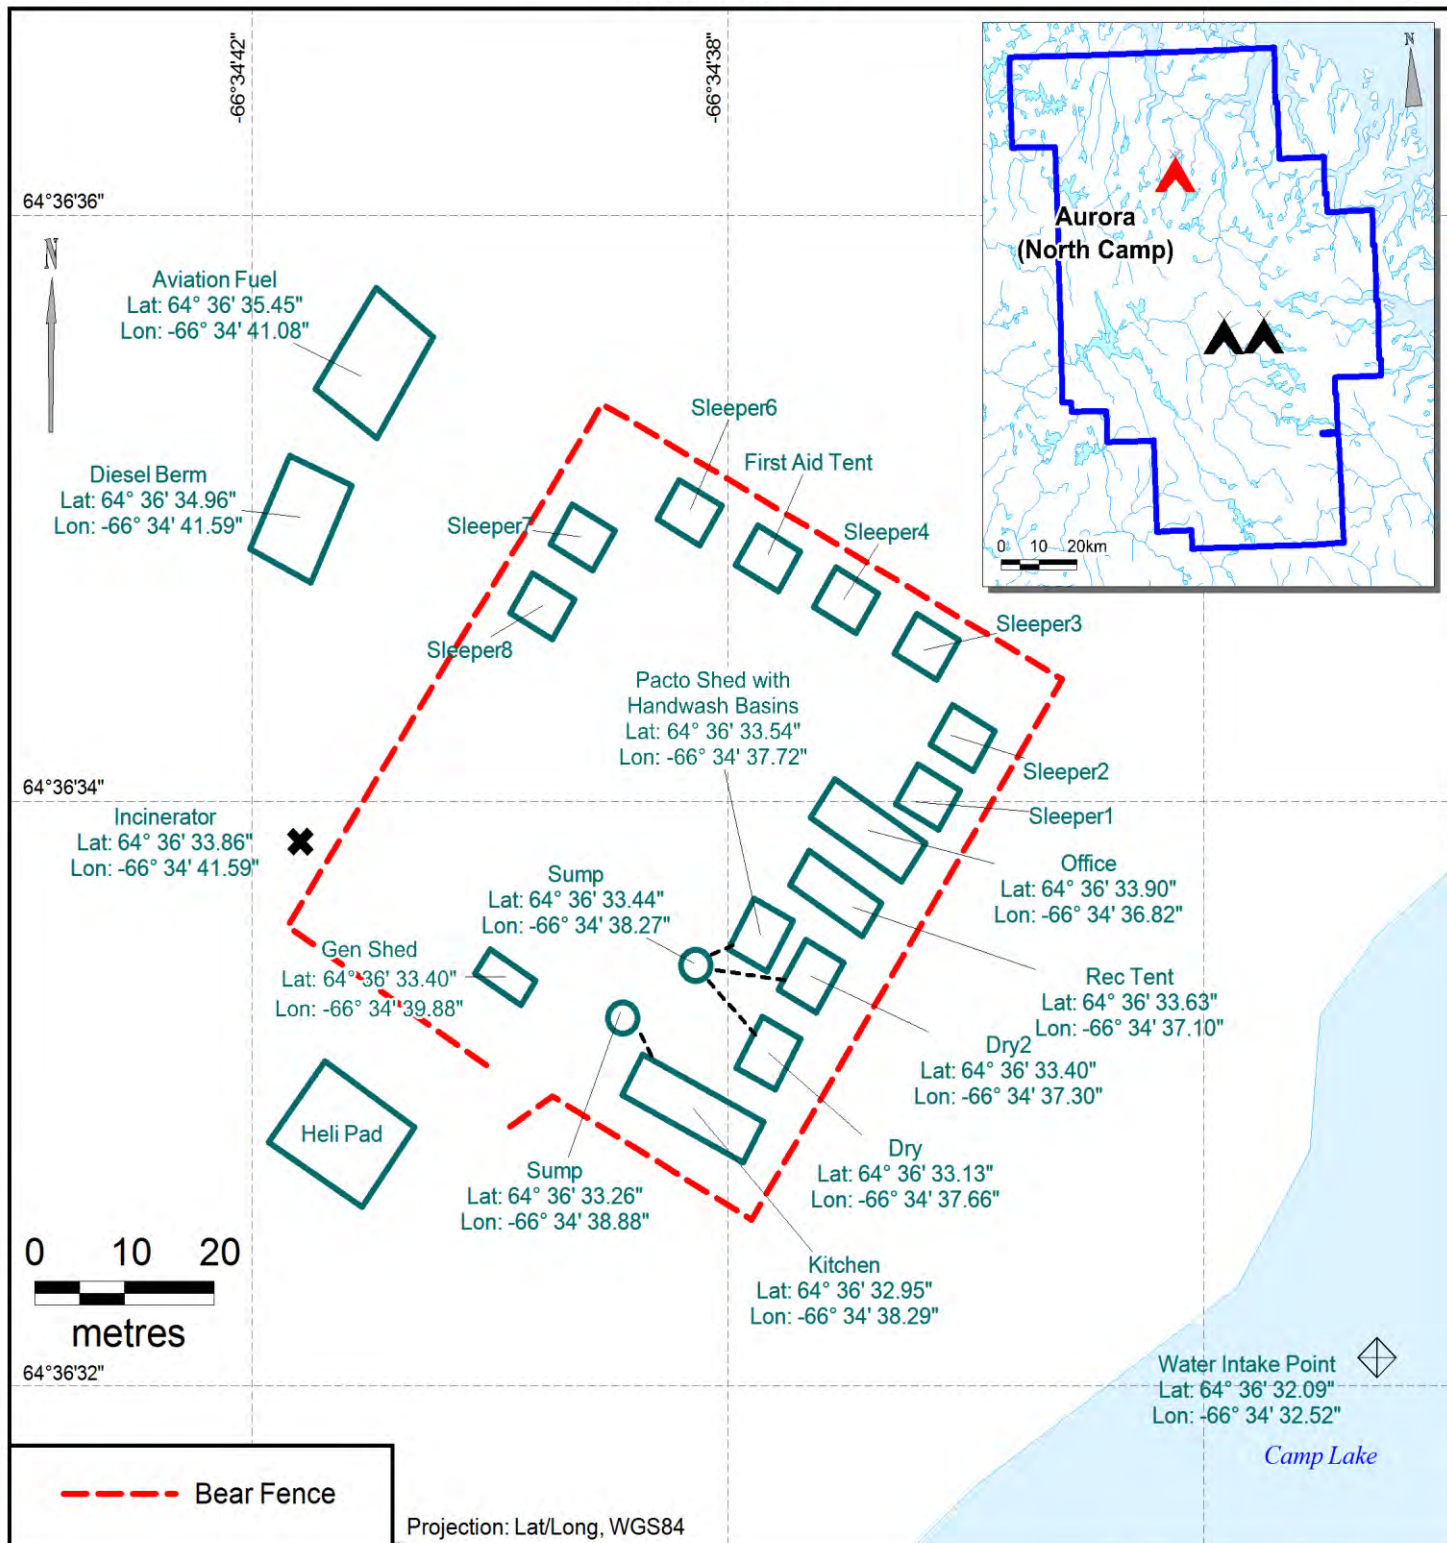 -66°34'42"
-66°34'38"
64°36'36"
N
Aviation Fuel
Lat: 64° 36' 35.45"
Lon: -66° 34' 41.08"
Diesel Berm
Lat: 64° 36' 34.96"
Lon: -66° 34' 41.59"
Sleeper6
First Aid Tent
Sleeper7
Sleeper4
Sleeper8
Sleeper3
N
Aurora
(North Camp)
0 10 20km
Pacto Shed with
Handwash Basins
Lat: 64° 36' 33.54"
Lon: -66° 34' 37.72"
Sleeper2
Sleeper1
64°36'34"
Incinerator
Lat: 64° 36' 33.86"
Lon: -66° 34' 41.59"
Office
Lat: 64° 36' 33.90"
Lon: -66° 34' 36.82"
Sump
Lat: 64° 36' 33.44"
Lon: -66° 34' 38.27"
Gen Shed
Lat: 64° 36' 33.40"
Lon: -66° 34' 39.88"
Rec Tent
Lat: 64° 36' 33.63"
Lon: -66° 34' 37.10"
Dry2
Lat: 64° 36' 33.40"
Lon: -66° 34' 37.30"
Heli Pad
Dry
Lat: 64° 36' 33.13"
Lon: -66° 34' 37.66"
Sump
Lat: 64° 36' 33.26"
Lon: -66° 34' 38.88"
Kitchen
Lat: 64° 36' 32.95"
Lon: -66° 34' 38.29"
0 10 20
metres
64°36'32"
Water Intake Point
Lat: 64° 36' 32.09"
Lon: -66° 34' 32.52"
Camp Lake
Bear Fence
Projection: Lat/Long, WGS84